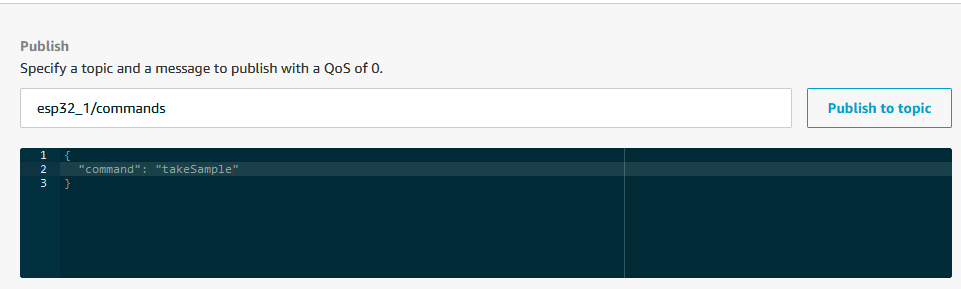 Publish
Specify a topic and a message to publish with a QoS of 0.
esp32_1/commands
Publish to topic
1 {
2   "command": "takeSample"
3 }